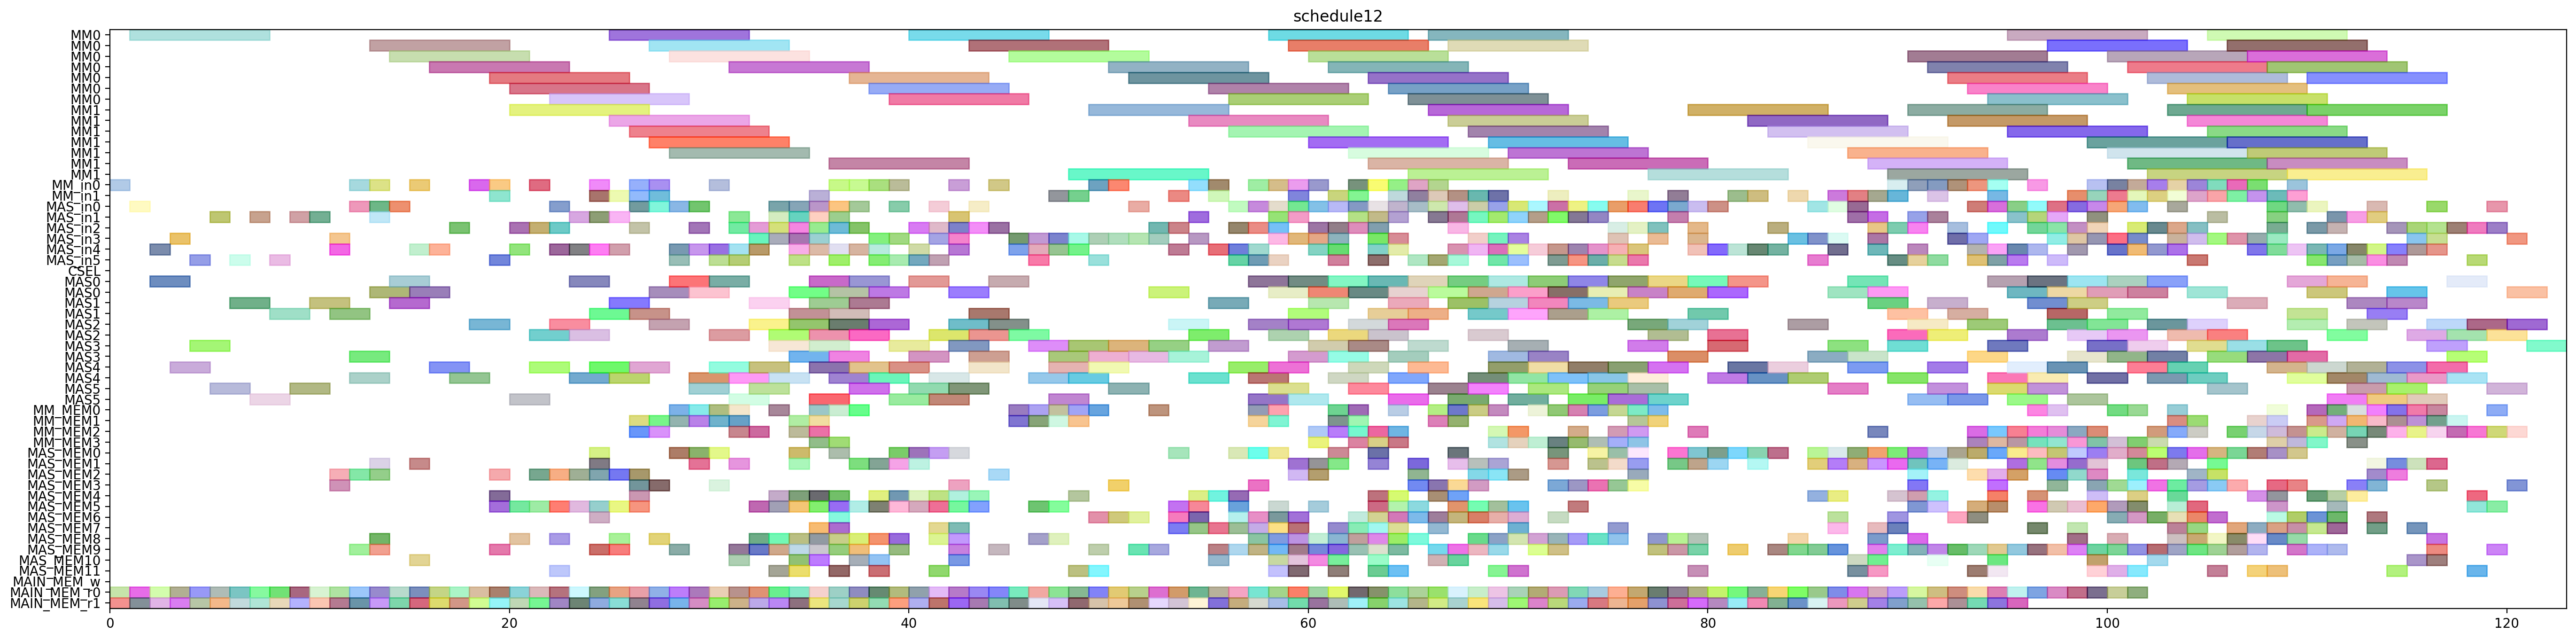 schedule12
MM0
MM0
MM0
MM0
MM0
MM0
MM0
MM1
MM1
MM1
MM1
MM1
MM1
MM1
MM_in0
MM_in1
MAS_in0
MAS_in1
MAS_in2
MAS_in3
MAS_in4
MAS_in5
CSEL
MAS0
MAS0
MAS1
MAS1
MAS2
MAS2
MAS3
MAS3
MAS4
MAS4
MAS5
MAS5
MM_MEM0
MM_MEM1
MM_MEM2
MM_MEM3
MAS_MEM0
MAS_MEM1
MAS_MEM2
MAS_MEM3
MAS_MEM4
MAS_MEM5
MAS_MEM6
MAS_MEM7
MAS_MEM8
MAS_MEM9
MAS_MEM10
MAS_MEM11
MAIN_MEM_w
MAIN_MEM_r0
MAIN_MEM_r1
0 20 40 60 80 100 120